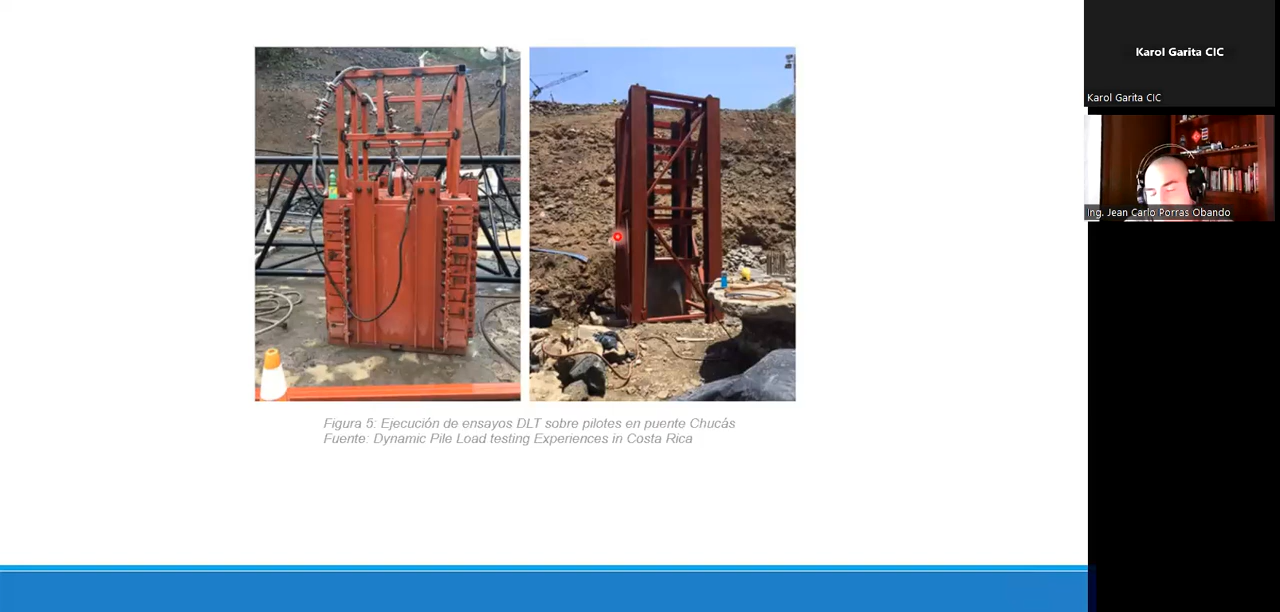 Figura 5: Ejecución de ensayos DLT sobre pilotes en puente Chucás
Fuente: Dynamic Pile Load testing Experiences in Costa Rica
Karol Garita CIC
Karol Garita CIC
Ing. Jean Carlo Porras Obando